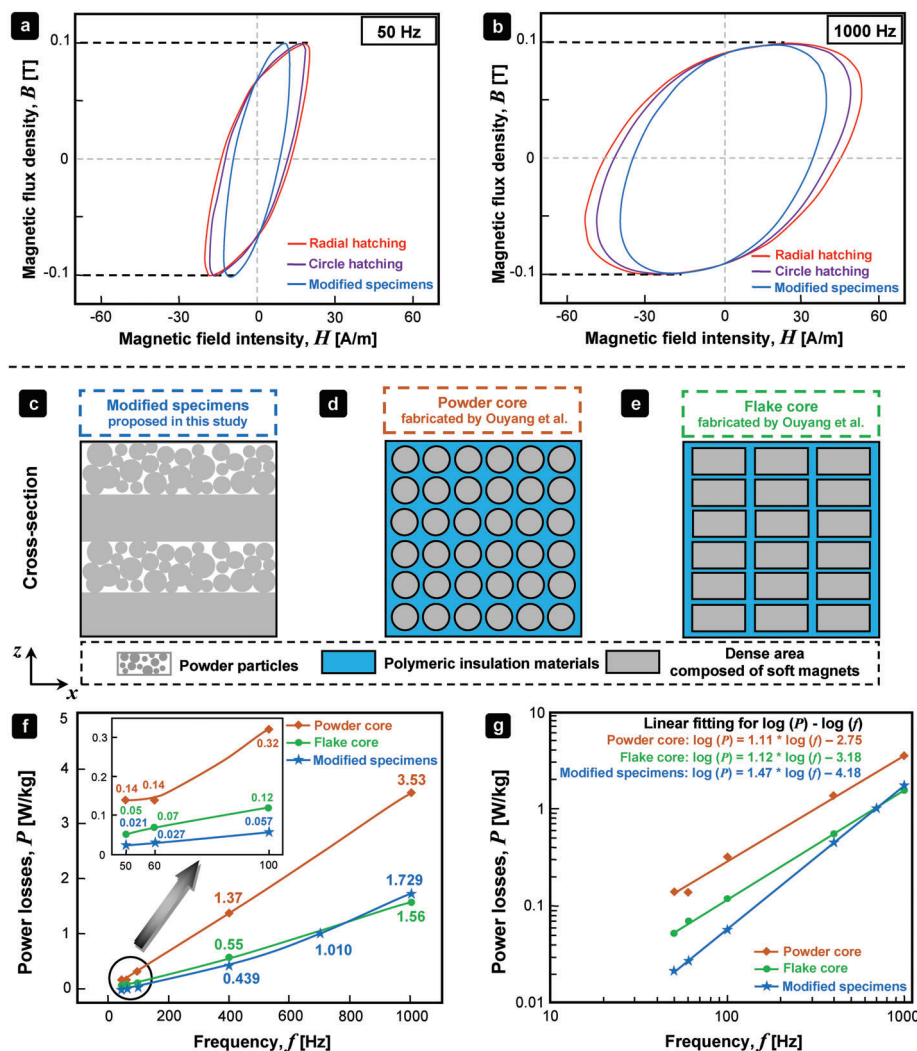 a
50 Hz
Magnetic flux density, B [T]
0.1
0
-0.1
-60
-30
0
30
60
Magnetic field intensity, H [A/m]
Radial hatching
Circle hatching
Modified specimens
b
1000 Hz
Magnetic flux density, B [T]
0.1
0
-0.1
-60
-30
0
30
60
Magnetic field intensity, H [A/m]
Radial hatching
Circle hatching
Modified specimens
c
Modified specimens
proposed in this study
d
Powder core
fabricated by Ouyang et al.
e
Flake core
fabricated by Ouyang et al.
Cross-section
z
x
Powder particles
Polymeric insulation materials
Dense area
composed of soft magnets
f
Power losses, P [W/kg]
5
4
3
2
1
0
0
200
400
600
800
1000
Frequency, f [Hz]
Powder core
Flake core
Modified specimens
0.3
0.2
0.1
0
50
60
100
0.14
0.14
0.32
0.05
0.07
0.12
0.021
0.027
0.057
3.53
1.37
1.729
0.55
0.439
1.010
1.56
g
Linear fitting for log (P) - log (f)
Powder core: log (P) = 1.11 * log (f) – 2.75
Flake core: log (P) = 1.12 * log (f) – 3.18
Modified specimens: log (P) = 1.47 * log (f) – 4.18
Power losses, P [W/kg]
10
1
0.1
0.01
10
100
1000
Frequency, f [Hz]
Powder core
Flake core
Modified specimens